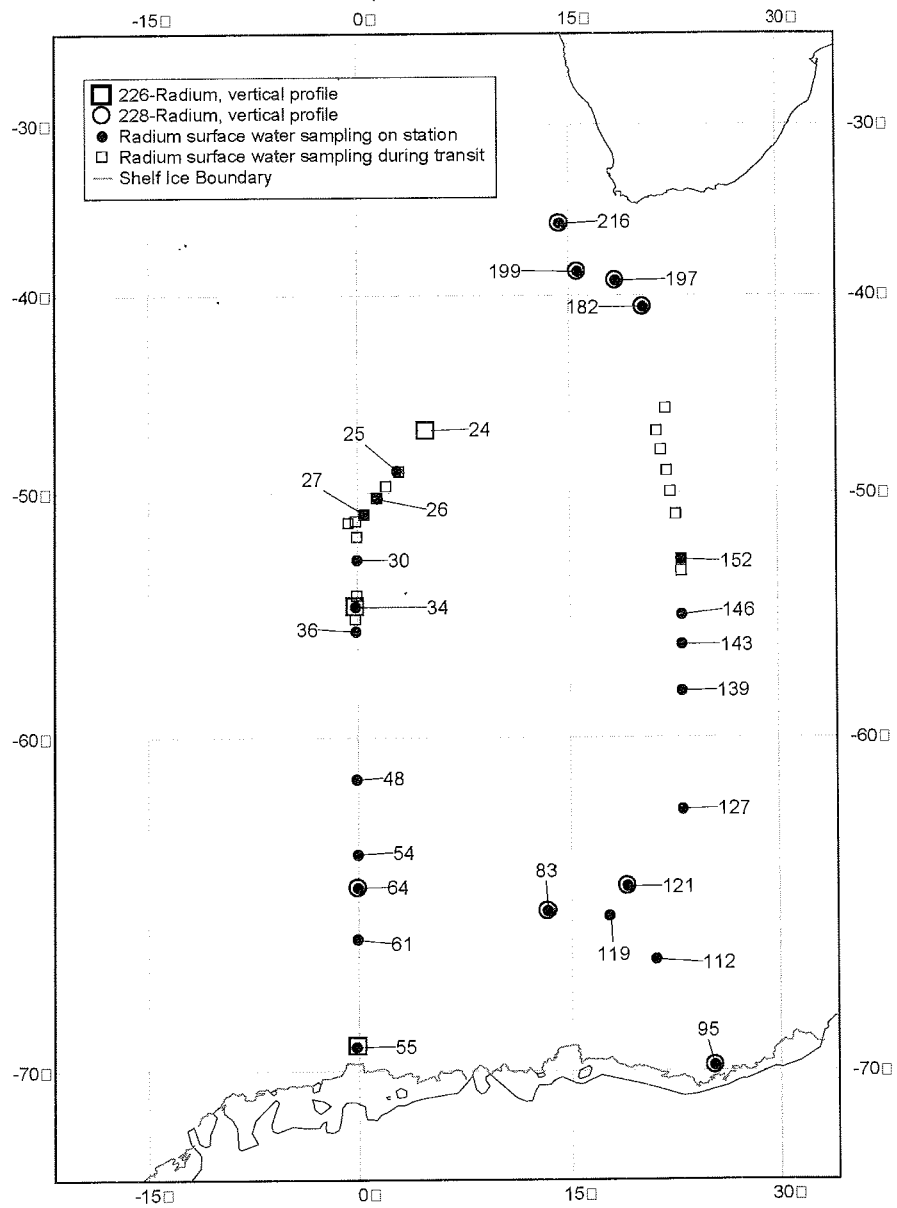 -15□ 0□ 15□ 30□
226-Radium, vertical profile
228-Radium, vertical profile
Radium surface water sampling on station
Radium surface water sampling during transit
Shelf Ice Boundary
-30□ -30□
216
199 197
-40□ 182 -40□
25 24
27
-50□ 26 -50□
30 152
34 146
36 143
139
-60□ -60□
48
127
54
83
64 121
61 119 112
95
55
-70□ -70□
-15□ 0□ 15□ 30□